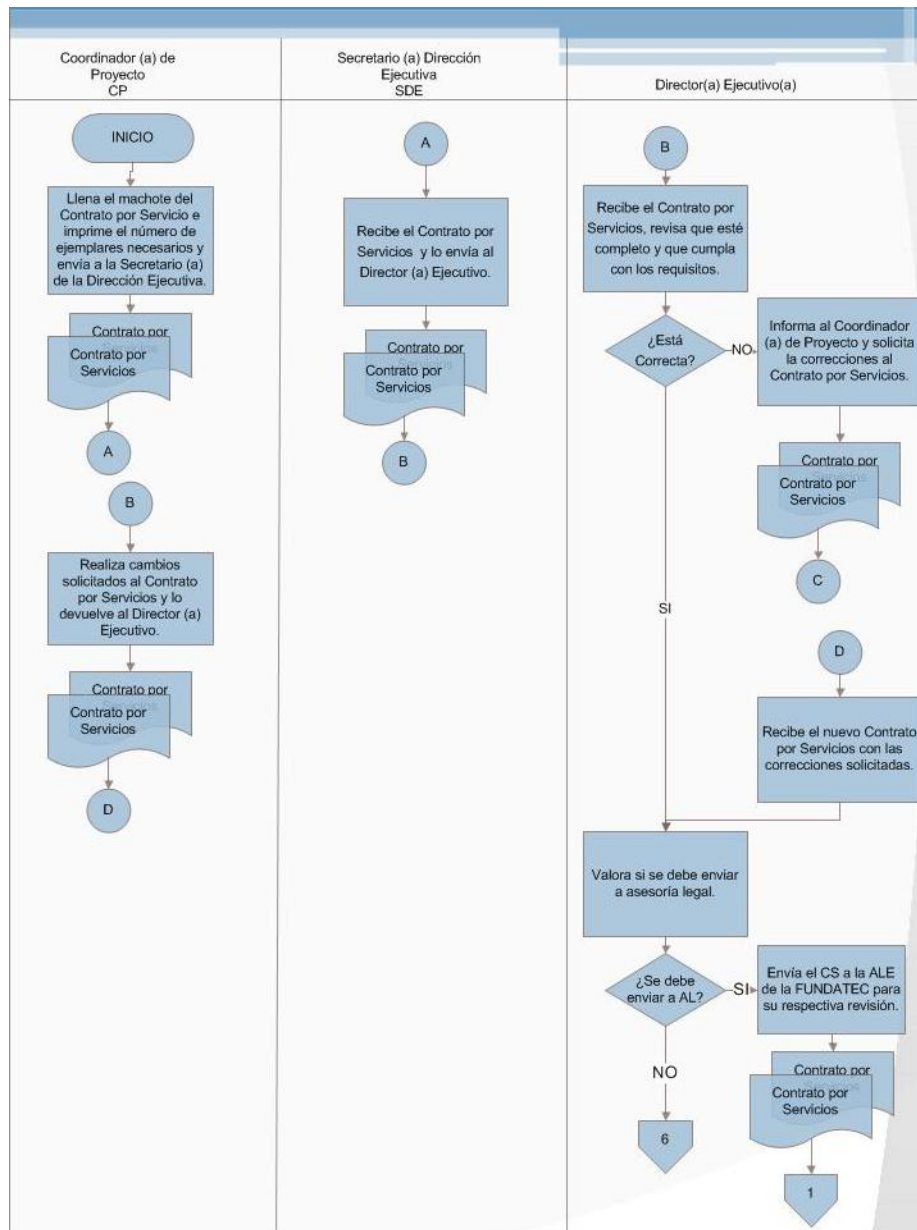 Coordinador (a) de
Proyecto
CP
INICIO
Llena el machote del
Contrato por Servicio e
imprime el número de
ejemplares necesarios y
envía a la Secretario (a)
de la Dirección Ejecutiva.
Contrato por
Servicios
Contrato por
Servicios
A
B
Realiza cambios
solicitados al Contrato
por Servicios y lo
devuelve al Director (a)
Ejecutivo.
Contrato por
Servicios
Contrato por
Servicios
D
Secretario (a) Dirección
Ejecutiva
SDE
A
Recibe el Contrato por
Servicios y lo envía al
Director (a) Ejecutivo.
Contrato por
Servicios
Contrato por
Servicios
B
Director(a) Ejecutivo(a)
B
Recibe el Contrato por
Servicios, revisa que esté
completo y que cumpla
con los requisitos.
¿Está
Correcta?
NO
Informa al Coordinador
(a) de Proyecto y solicita
la correcciones al
Contrato por Servicios.
Contrato por
Servicios
Contrato por
Servicios
C
SI
D
Recibe el nuevo Contrato
por Servicios con las
correcciones solicitadas.
Valora si se debe enviar
a asesoría legal.
¿Se debe
enviar a AL?
SI
Envía el CS a la ALE
de la FUNDATEC para
su respectiva revisión.
Contrato por
Servicios
Contrato por
Servicios
NO
6
1